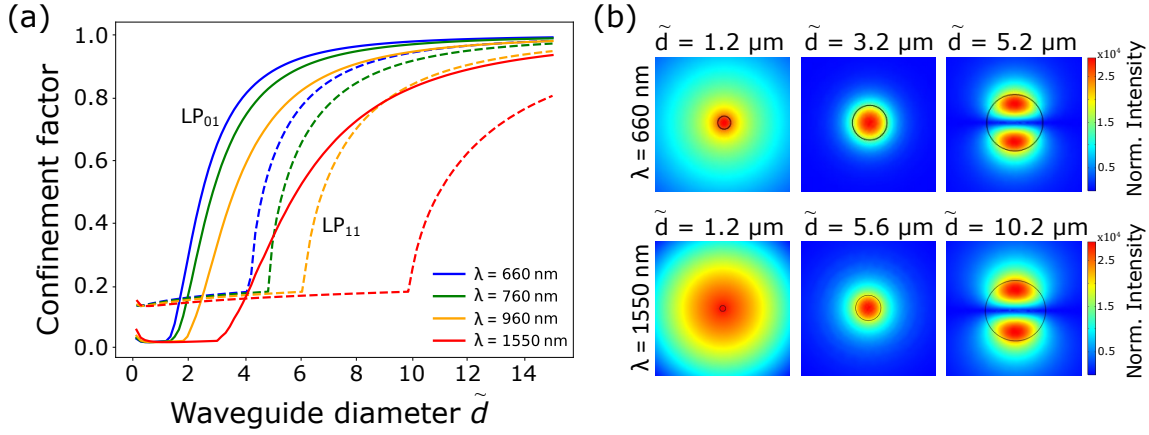 (a)
Confinement factor
1.0
0.8
0.6
0.4
0.2
0.0
0 2 4 6 8 10 12 14
Waveguide diameter d̃
LP₀₁
LP₁₁
λ = 660 nm
λ = 760 nm
λ = 960 nm
λ = 1550 nm
(b)
d̃ = 1.2 μm d̃ = 3.2 μm d̃ = 5.2 μm
λ = 660 nm
x10⁴
2.5
1.5
0.5
Norm. Intensity
d̃ = 1.2 μm d̃ = 5.6 μm d̃ = 10.2 μm
λ = 1550 nm
x10⁴
2.5
1.5
0.5
Norm. Intensity